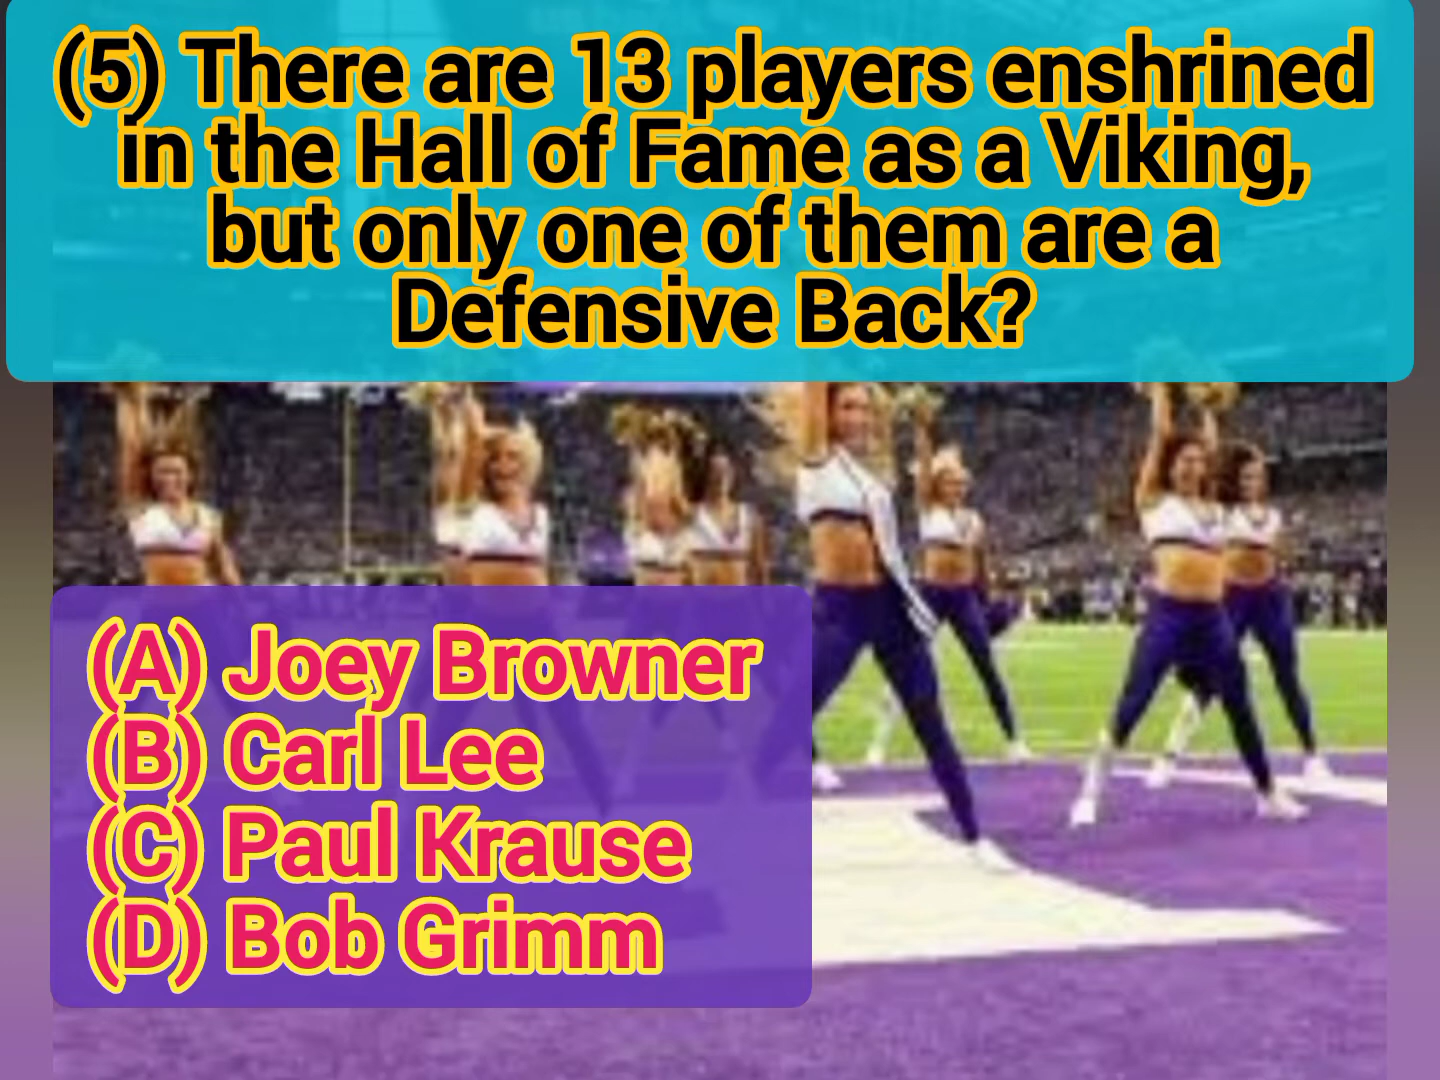 (5) There are 13 players enshrined
in the Hall of Fame as a Viking,
but only one of them are a
Defensive Back?
(A) Joey Browner
(B) Carl Lee
(C) Paul Krause
(D) Bob Grimm